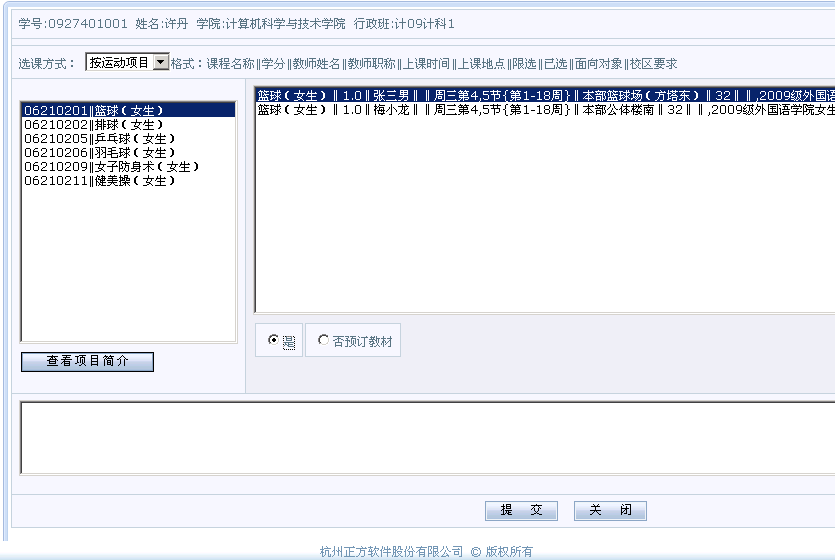 学号:0927401001 姓名:许丹 学院:计算机科学与技术学院 行政班:计09计科1
选课方式： 按运动项目 格式：课程名称‖学分‖教师姓名‖教师职称‖上课时间‖上课地点‖限选‖已选‖面向对象‖校区要求
06210201‖篮球（女生）
06210202‖排球（女生）
06210205‖乒乓球（女生）
06210206‖羽毛球（女生）
06210209‖女子防身术（女生）
06210211‖健美操（女生）
篮球（女生）‖1.0‖张三男‖‖周三第4,5节{第1-18周}‖本部篮球场（方塔东）‖32‖‖,2009级外国语
篮球（女生）‖1.0‖梅小龙‖‖周三第4,5节{第1-18周}‖本部公体楼南‖32‖‖,2009级外国语学院女生
是 否预订教材
查看项目简介
提 交 关 闭
杭州正方软件股份有限公司 © 版权所有